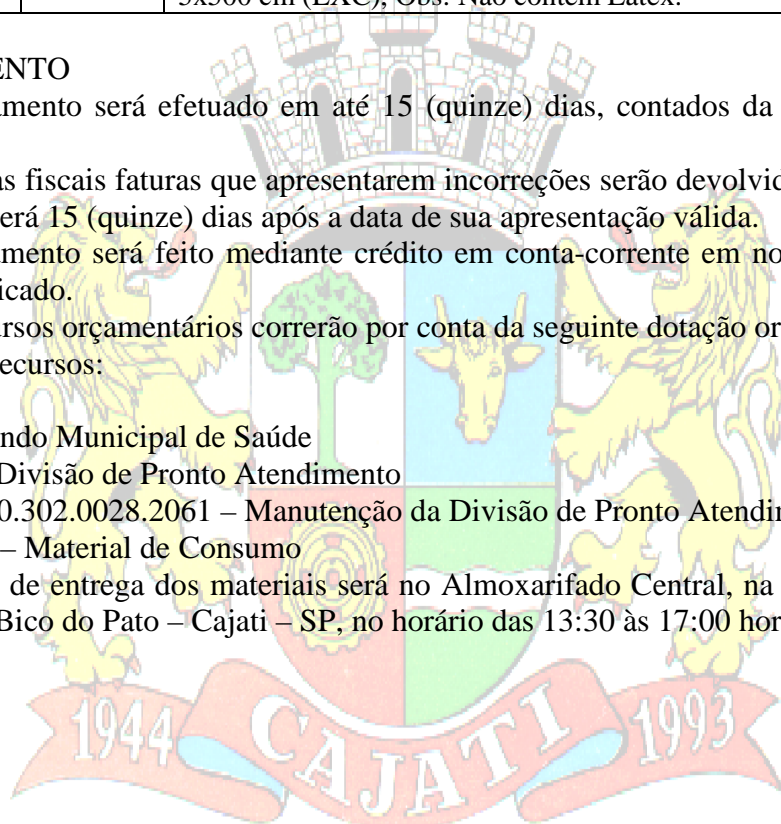 5x500 cm (EXC), Obs: Não contém Látex.
ENTO
amento será efetuado em até 15 (quinze) dias, contados da
as fiscais faturas que apresentarem incorreções serão devolvid
erá 15 (quinze) dias após a data de sua apresentação válida.
amento será feito mediante crédito em conta-corrente em no
icado.
ursos orçamentários correrão por conta da seguinte dotação or
recursos:
ndo Municipal de Saúde
Divisão de Pronto Atendimento
0.302.0028.2061 – Manutenção da Divisão de Pronto Atendi
– Material de Consumo
de entrega dos materiais será no Almoxarifado Central, na
Bico do Pato – Cajati – SP, no horário das 13:30 às 17:00 hor
1944 CAJATI 1993